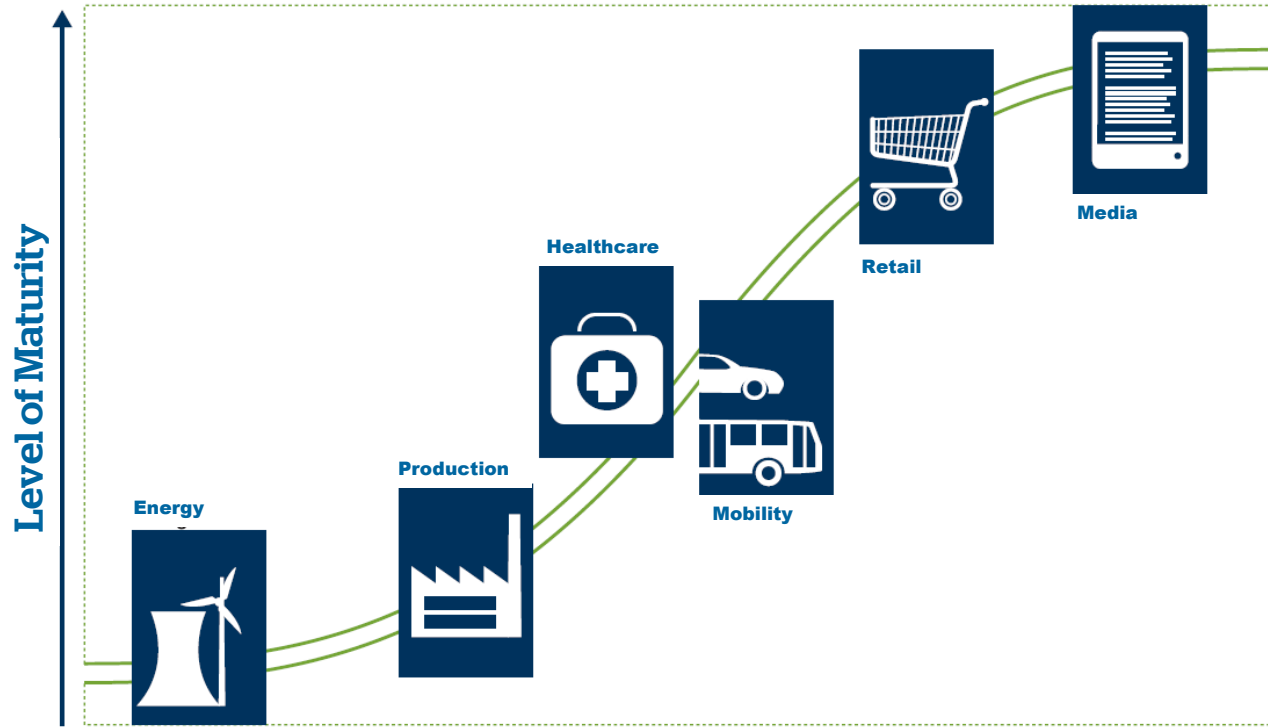 Level of Maturity
Energy
Production
Healthcare
Mobility
Retail
Media